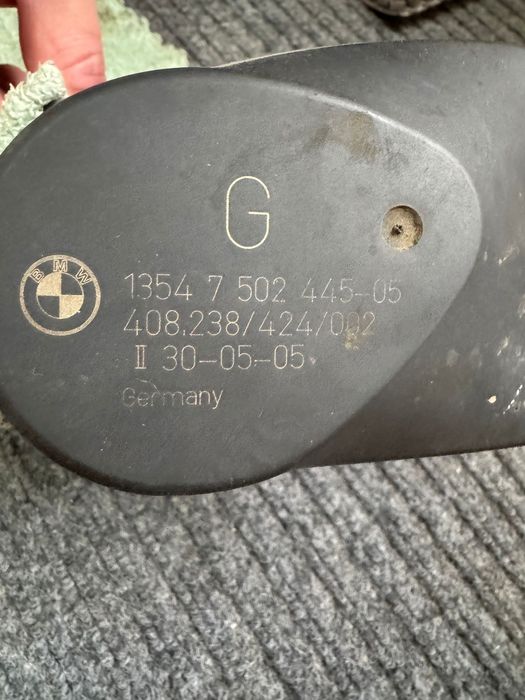 G
BMW
1354 7 502 445-05
408.238/424/002
II 30-05-05
Germany